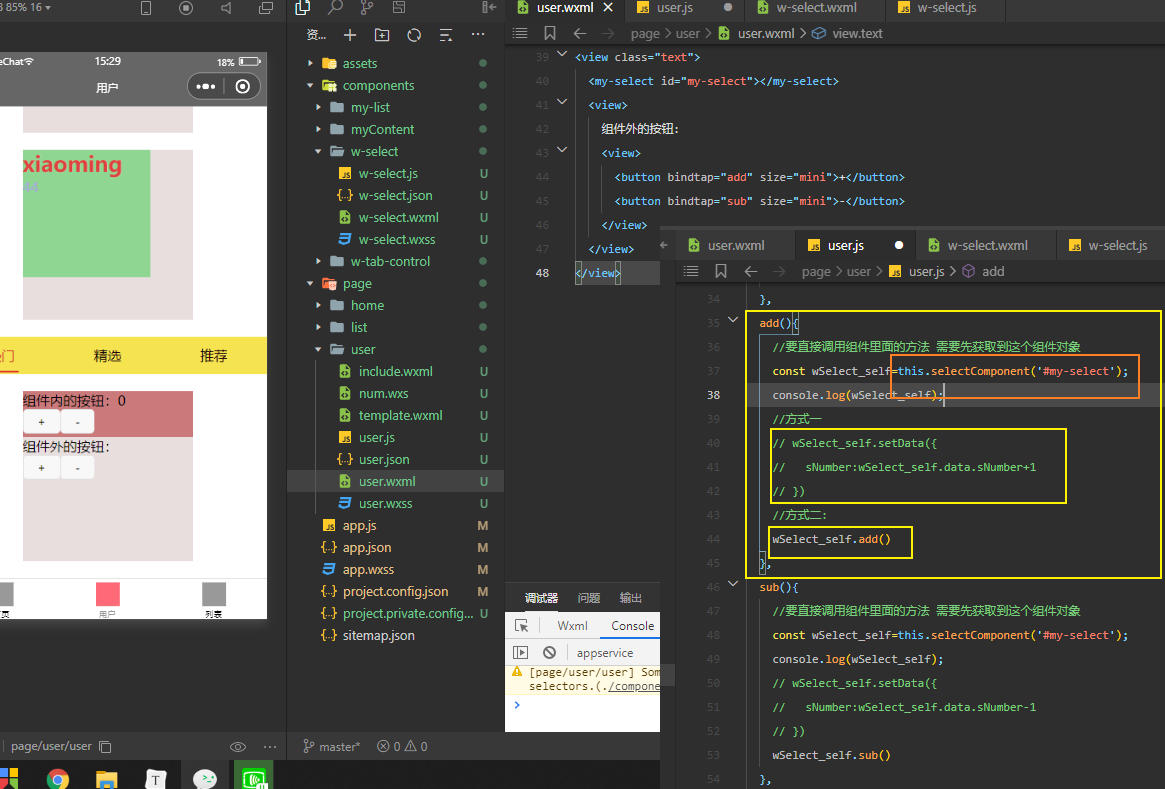 85% 16
eChat
15:29
18%
用户
xiaoming
44
门
精选
推荐
组件内的按钮：0
+
-
组件外的按钮：
+
-
页
用户
列表
page/user/user
资...
assets
components
my-list
myContent
w-select
w-select.js U
w-select.json U
w-select.wxml U
w-select.wxss U
w-tab-control
page
home
list
user
include.wxml U
num.wxs U
template.wxml U
user.js U
user.json U
user.wxml U
user.wxss U
app.js M
app.json M
app.wxss M
project.config.json M
project.private.config... U
sitemap.json
master*
0 0
user.wxml
user.js
w-select.wxml
w-select.js
page > user > user.wxml > view.text
39 <view class="text">
40 <my-select id="my-select"></my-select>
41 <view>
42 组件外的按钮：
43 <view>
44 <button bindtap="add" size="mini">+</button>
45 <button bindtap="sub" size="mini">-</button>
46 </view>
47 </view>
48 </view>
user.wxml
user.js
w-select.wxml
w-select.js
page > user > user.js > add
34 },
35 add(){
36 //要直接调用组件里面的方法 需要先获取到这个组件对象
37 const wSelect_self=this.selectComponent('#my-select');
38 console.log(wSelect_self);
39 //方式一
40 // wSelect_self.setData({
41 // sNumber:wSelect_self.data.sNumber+1
42 // })
43 //方式二:
44 wSelect_self.add()
45 },
46 sub(){
47 //要直接调用组件里面的方法 需要先获取到这个组件对象
48 const wSelect_self=this.selectComponent('#my-select');
49 console.log(wSelect_self);
50 // wSelect_self.setData({
51 // sNumber:wSelect_self.data.sNumber-1
52 // })
53 wSelect_self.sub()
54 },
调试器
问题
输出
Wxml
Console
appservice
[page/user/user] Som
selectors.(./compone